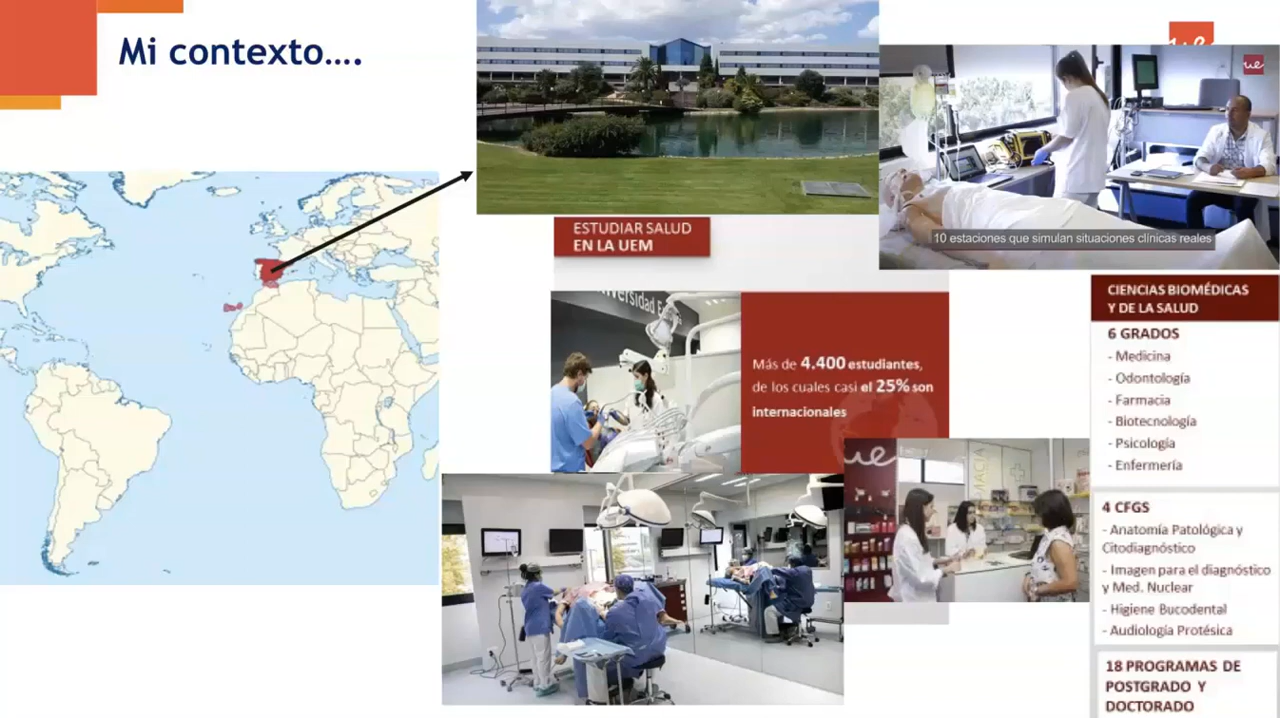 Mi contexto....
ue
10 estaciones que simulan situaciones clínicas reales
ESTUDIAR SALUD
EN LA UEM
Más de 4.400 estudiantes,
de los cuales casi el 25% son
internacionales
ue
CIENCIAS BIOMÉDICAS
Y DE LA SALUD
6 GRADOS
- Medicina
- Odontología
- Farmacia
- Biotecnología
- Psicología
- Enfermería
4 CFGS
- Anatomía Patológica y
Citodiagnóstico
- Imagen para el diagnóstico
y Med. Nuclear
- Higiene Bucodental
- Audiología Protésica
18 PROGRAMAS DE
POSTGRADO Y
DOCTORADO